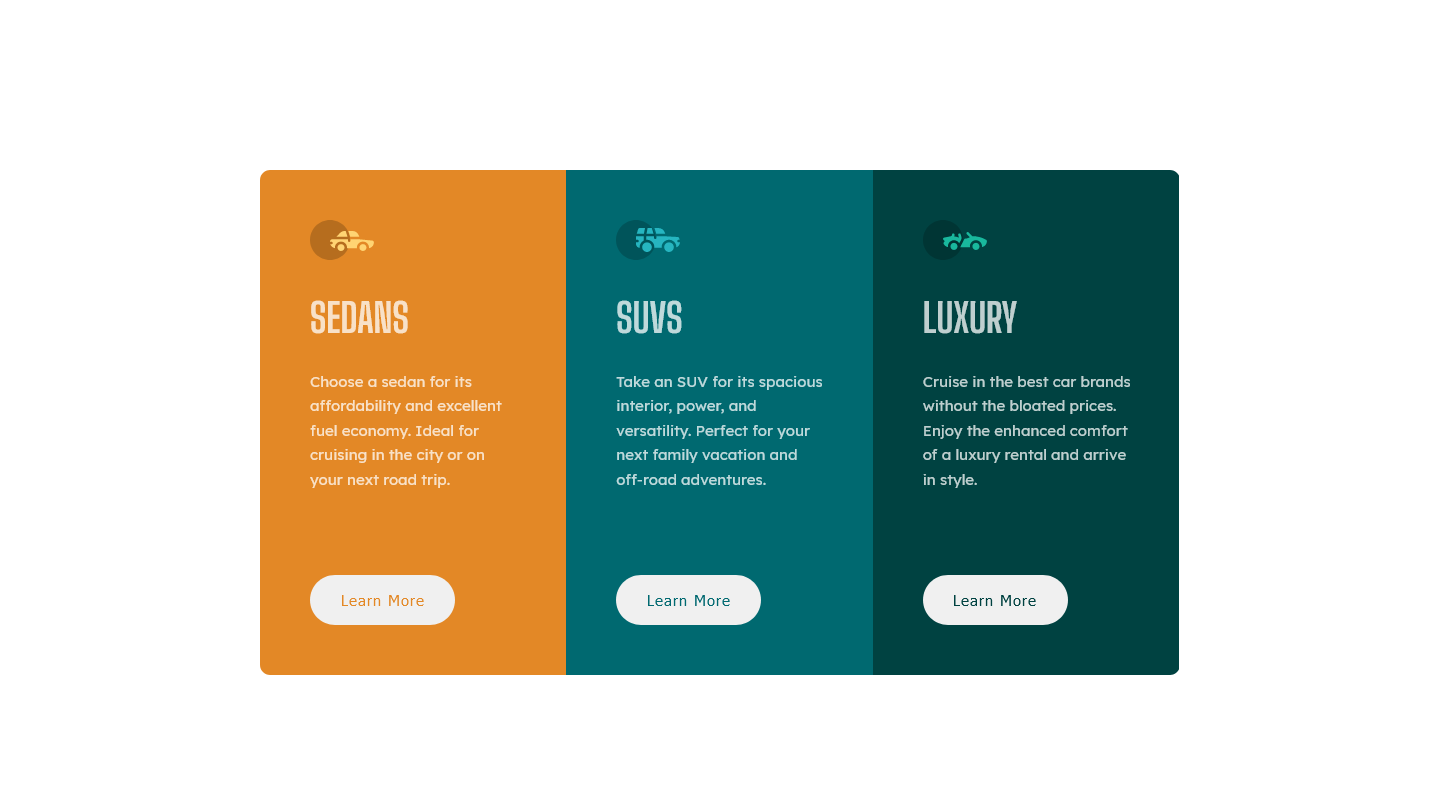 SEDANS
Choose a sedan for its
affordability and excellent
fuel economy. Ideal for
cruising in the city or on
your next road trip.
Learn More
SUVS
Take an SUV for its spacious
interior, power, and
versatility. Perfect for your
next family vacation and
off-road adventures.
Learn More
LUXURY
Cruise in the best car brands
without the bloated prices.
Enjoy the enhanced comfort
of a luxury rental and arrive
in style.
Learn More